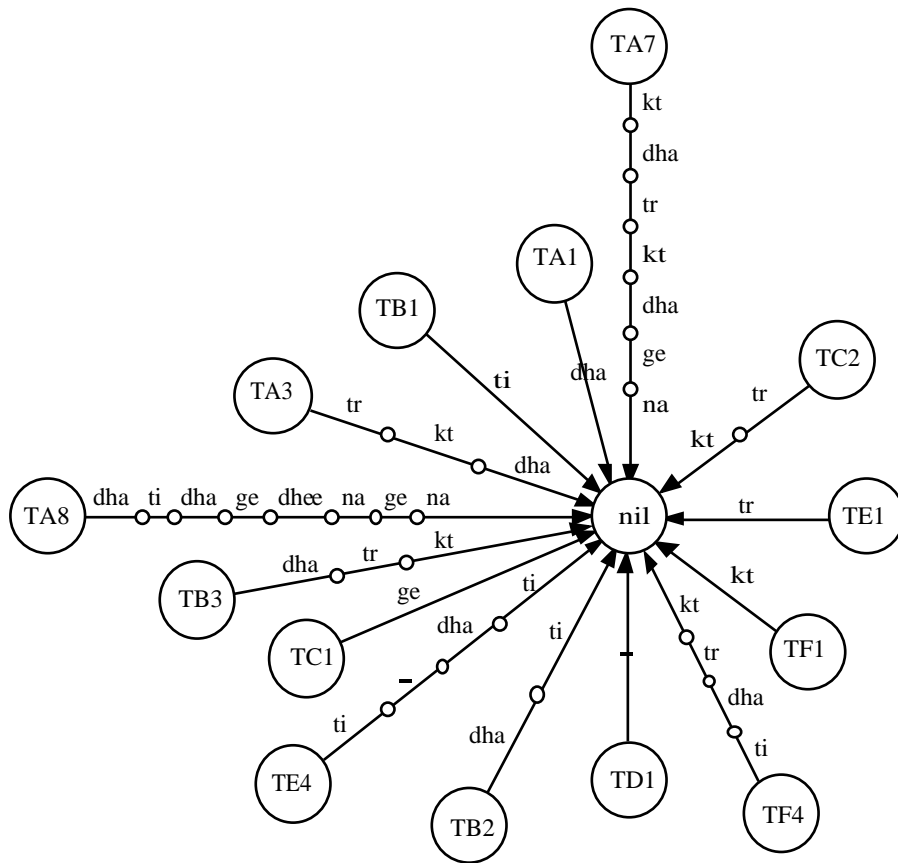 TA7
kt
dha
tr
kt
dha
ge
na
TA1
dha
TB1
ti
TC2
tr
kt
TA3
tr
kt
dha
TA8
dha ti dha ge dhee na ge na
nil
tr
TE1
TB3
dha tr kt
TC1
ge
kt
TF1
TE4
ti
-
dha
ti
TB2
dha
ti
TD1
-
kt
tr
dha
ti
TF4